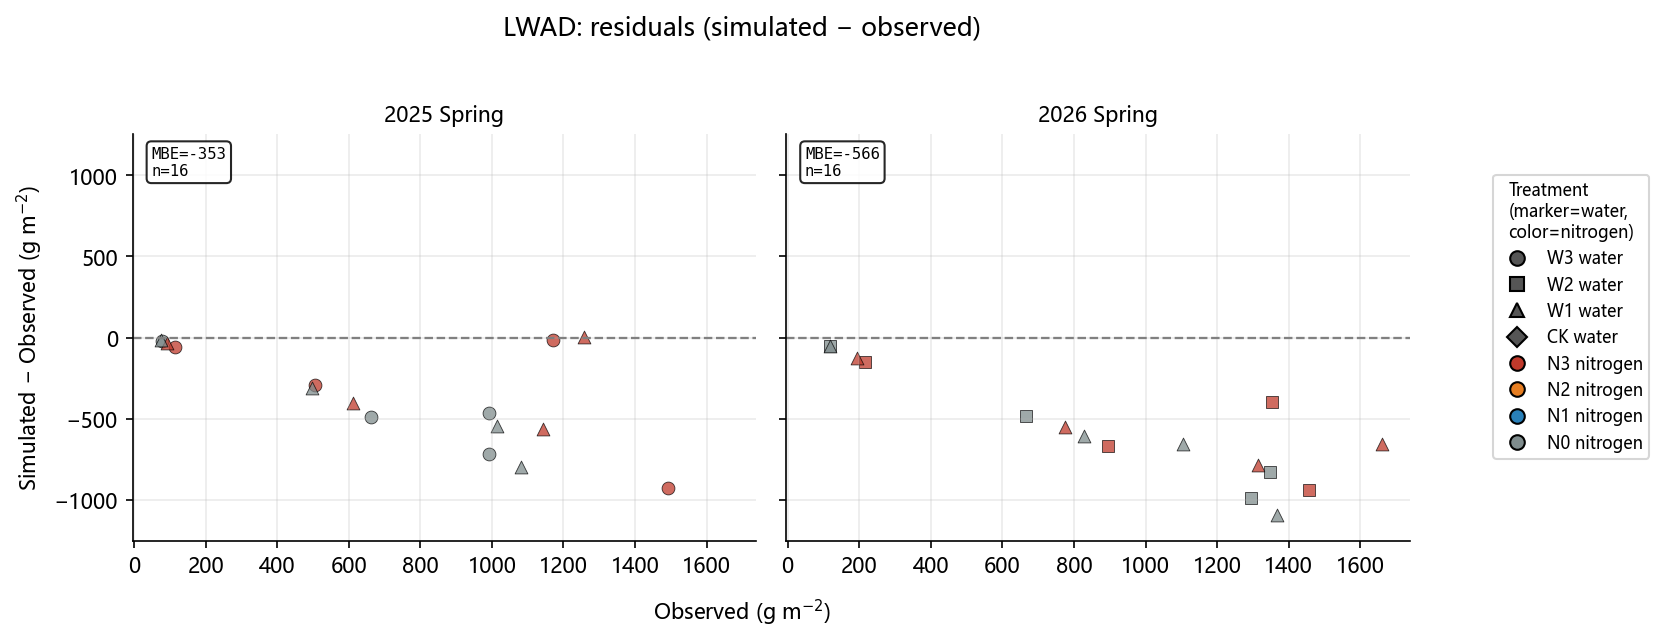 LWAD: residuals (simulated − observed)
2025 Spring
2026 Spring
MBE=-353
n=16
MBE=-566
n=16
1000
500
0
−500
−1000
Simulated − Observed (g m⁻²)
0 200 400 600 800 1000 1200 1400 1600
0 200 400 600 800 1000 1200 1400 1600
Observed (g m⁻²)
Treatment
(marker=water,
color=nitrogen)
W3 water
W2 water
W1 water
CK water
N3 nitrogen
N2 nitrogen
N1 nitrogen
N0 nitrogen